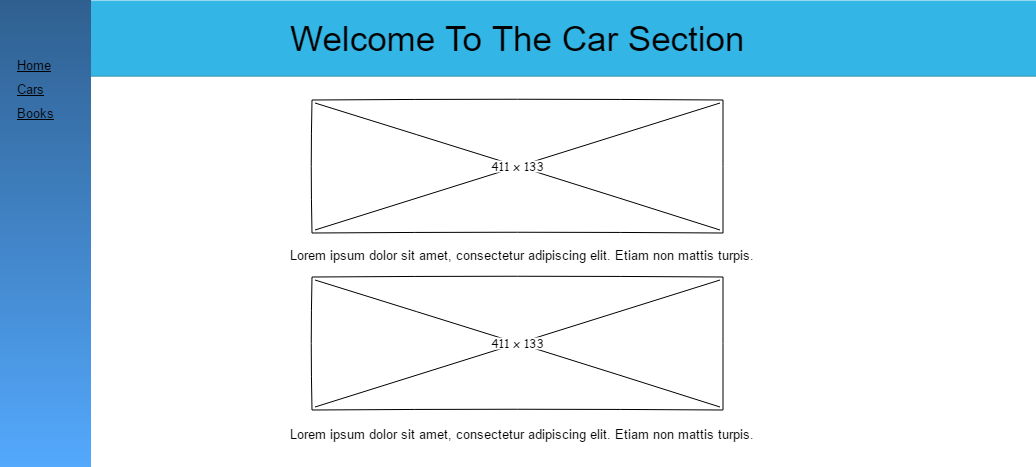 Welcome To The Car Section
Home
Cars
Books
411 x 133
Lorem ipsum dolor sit amet, consectetur adipiscing elit. Etiam non mattis turpis.
411 x 133
Lorem ipsum dolor sit amet, consectetur adipiscing elit. Etiam non mattis turpis.